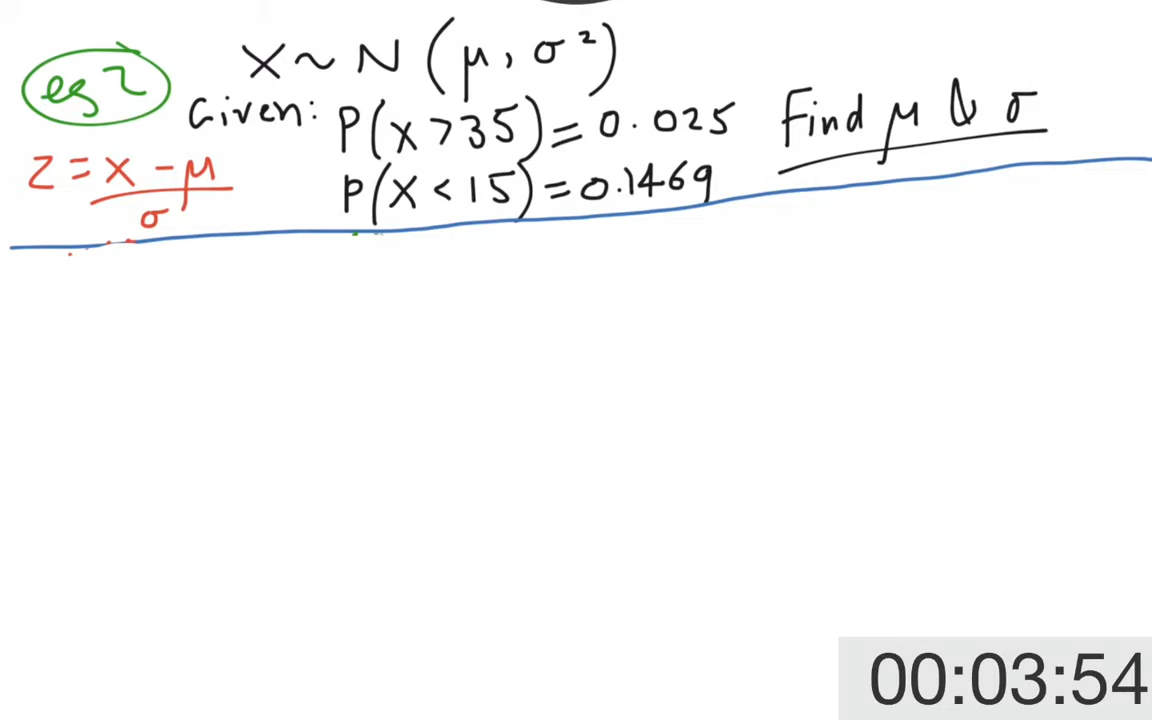 eg 2
X ~ N (μ, σ²)
Given: P(X > 35) = 0.025
Find μ & σ
Z = X - μ / σ
P(X < 15) = 0.1469
00:03:54